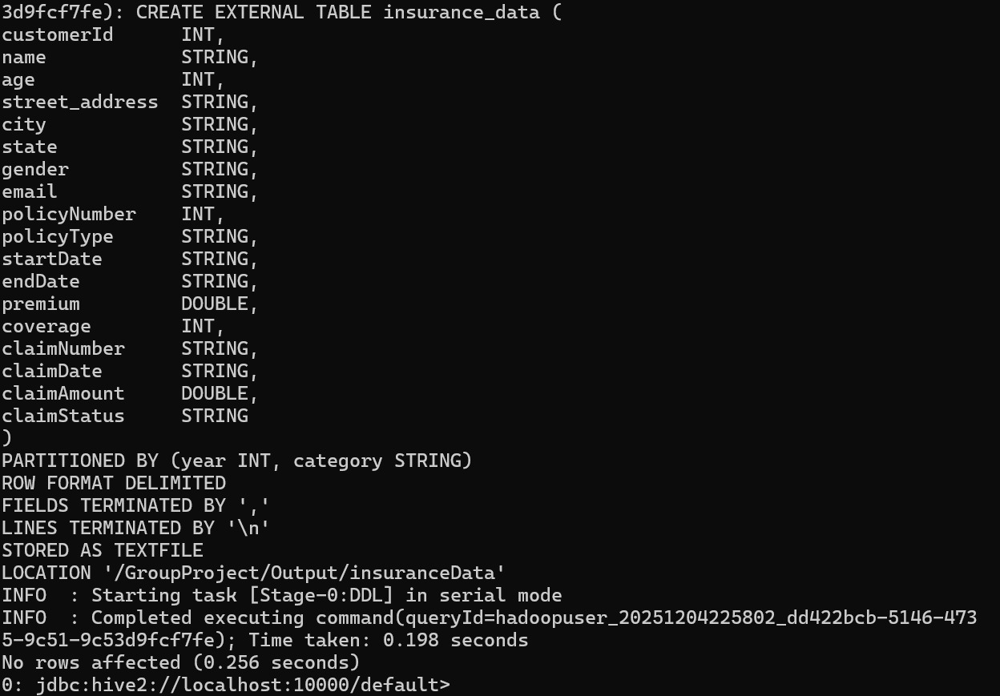 3d9fcf7fe): CREATE EXTERNAL TABLE insurance_data (
customerId      INT,
name            STRING,
age             INT,
street_address  STRING,
city            STRING,
state           STRING,
gender          STRING,
email           STRING,
policyNumber    INT,
policyType      STRING,
startDate       STRING,
endDate         STRING,
premium         DOUBLE,
coverage        INT,
claimNumber     STRING,
claimDate       STRING,
claimAmount     DOUBLE,
claimStatus     STRING
)
PARTITIONED BY (year INT, category STRING)
ROW FORMAT DELIMITED
FIELDS TERMINATED BY ','
LINES TERMINATED BY '\n'
STORED AS TEXTFILE
LOCATION '/GroupProject/Output/insuranceData'
INFO  : Starting task [Stage-0:DDL] in serial mode
INFO  : Completed executing command(queryId=hadoopuser_20251204225802_dd422bcb-5146-473
5-9c51-9c53d9fcf7fe); Time taken: 0.198 seconds
No rows affected (0.256 seconds)
0: jdbc:hive2://localhost:10000/default>